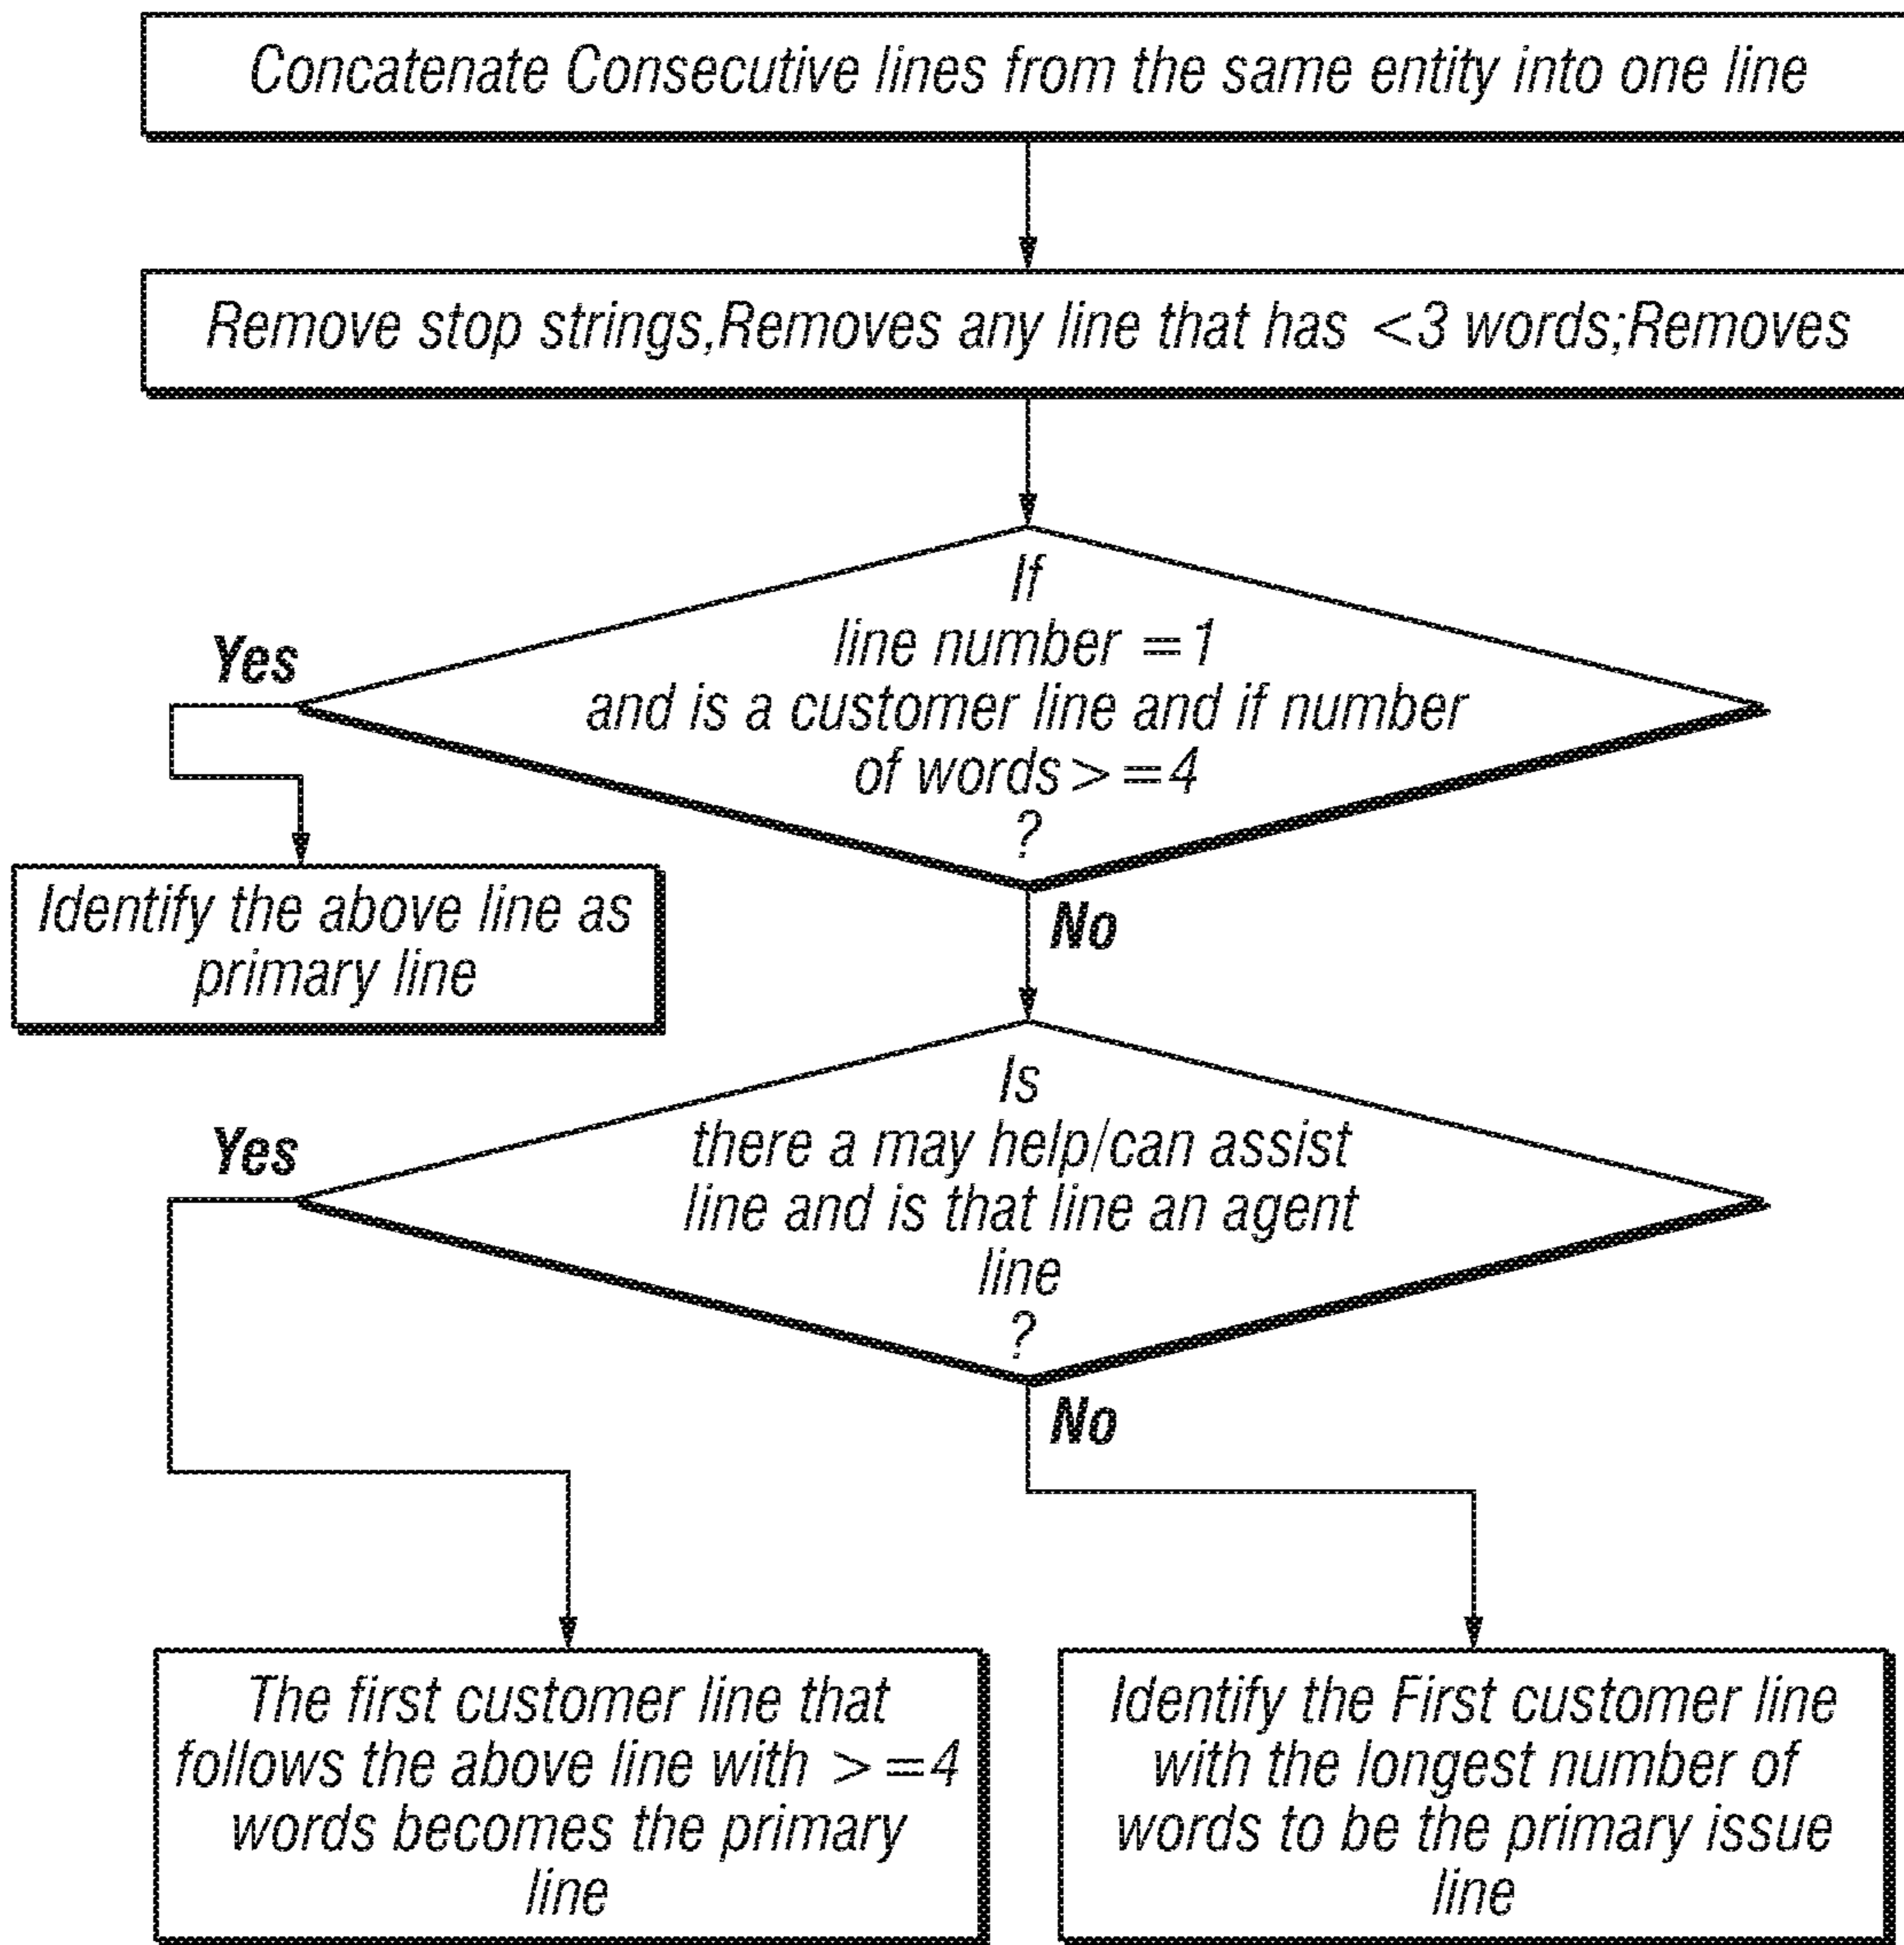 Concatenate Consecutive lines from the same entity into one line
Remove stop strings,Removes any line that has <3 words;Removes
If
line number =1
and is a customer line and if number
of words>=4
?
Yes
No
Identify the above line as
primary line
Is
there a may help/can assist
line and is that line an agent
line
?
Yes
No
The first customer line that
follows the above line with >=4
words becomes the primary
line
Identify the First customer line
with the longest number of
words to be the primary issue
line